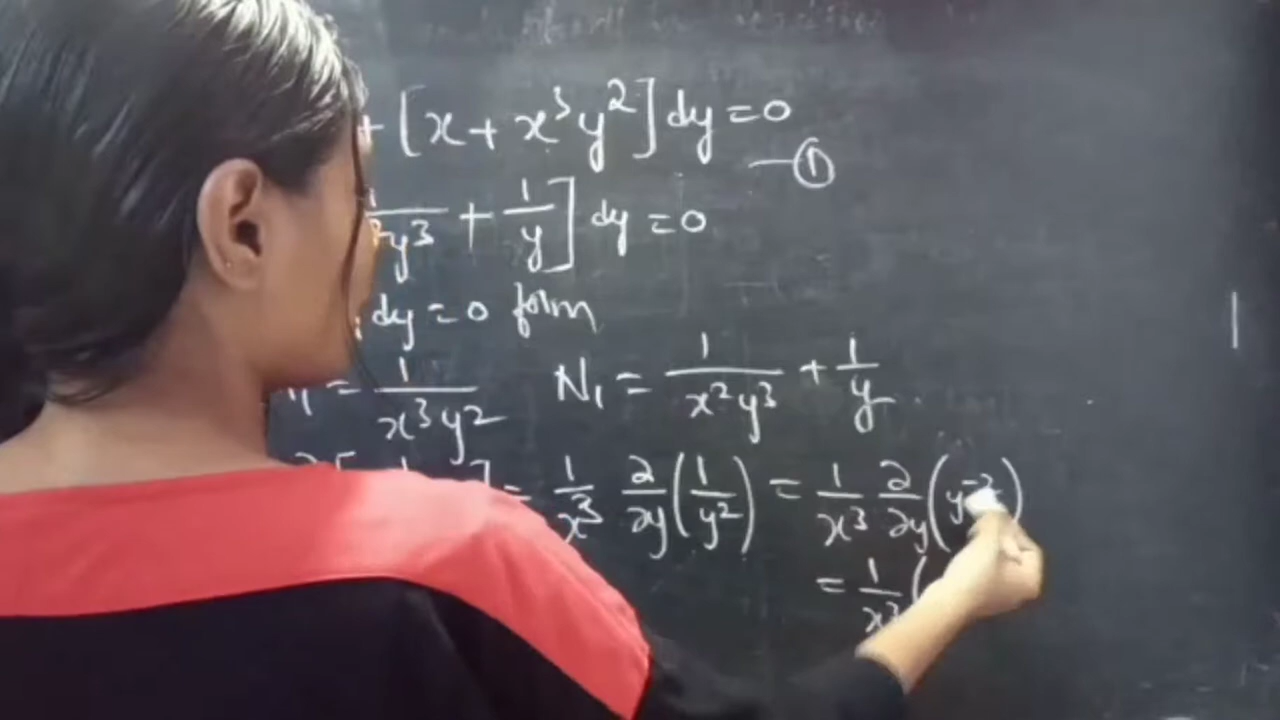 + [x + x³y²] dy = 0
— ①
y³ + 1/y] dy = 0
dy = 0 form
= 1/(x³y²) N₁ = 1/(x²y³) + 1/y
= 1/x³ ∂/∂y (1/y²) = 1/x³ ∂/∂y (y⁻²)
= 1/x³ (